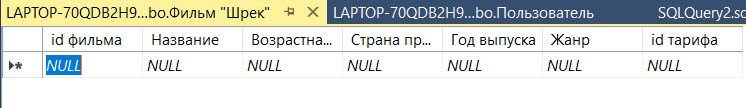 LAPTOP-70QDB2H9...bo.Фильм "Шрек" LAPTOP-70QDB2H9...bo.Пользователь SQLQuery2.sc
id фильма Название Возрастна... Страна пр... Год выпуска Жанр id тарифа
NULL NULL NULL NULL NULL NULL NULL